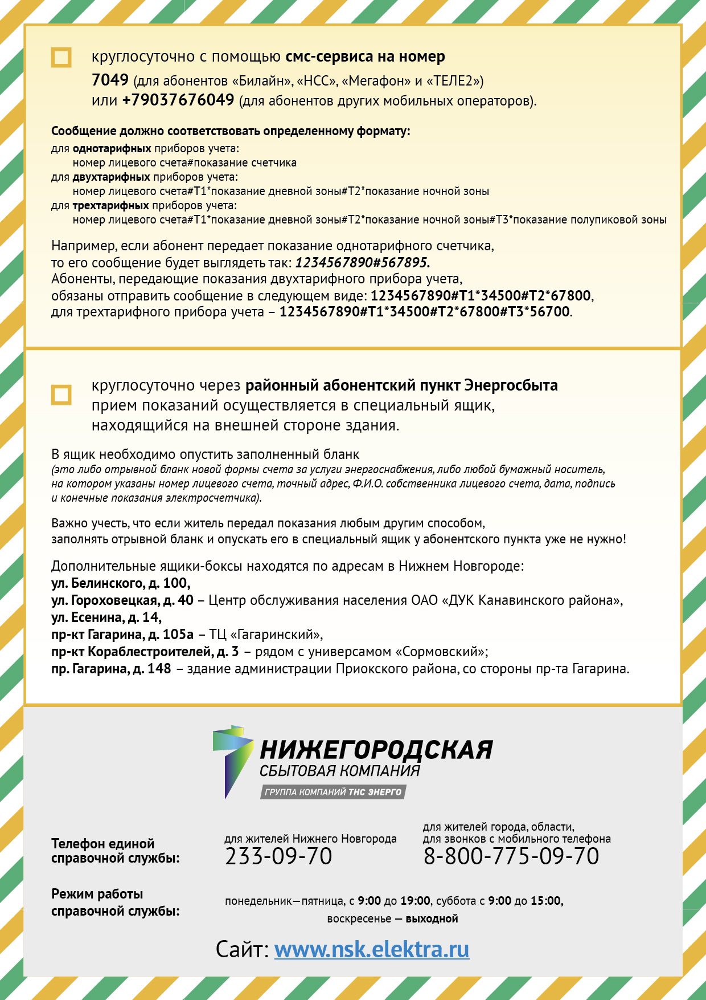 круглосуточно с помощью смс-сервиса на номер
7049 (для абонентов «Билайн», «НСС», «Мегафон» и «ТЕЛЕ2»)
или +79037676049 (для абонентов других мобильных операторов).
Сообщение должно соответствовать определенному формату:
для однотарифных приборов учета:
номер лицевого счета#показание счетчика
для двухтарифных приборов учета:
номер лицевого счета#Т1*показание дневной зоны#Т2*показание ночной зоны
для трехтарифных приборов учета:
номер лицевого счета#Т1*показание дневной зоны#Т2*показание ночной зоны#Т3*показание полупиковой зоны
Например, если абонент передает показание однотарифного счетчика,
то его сообщение будет выглядеть так: 1234567890#567895.
Абоненты, передающие показания двухтарифного прибора учета,
обязаны отправить сообщение в следующем виде: 1234567890#Т1*34500#Т2*67800,
для трехтарифного прибора учета – 1234567890#Т1*34500#Т2*67800#Т3*56700.
круглосуточно через районный абонентский пункт Энергосбыта
прием показаний осуществляется в специальный ящик,
находящийся на внешней стороне здания.
В ящик необходимо опустить заполненный бланк
(это либо отрывной бланк новой формы счета за услуги энергоснабжения, либо любой бумажный носитель,
на котором указаны номер лицевого счета, точный адрес, Ф.И.О. собственника лицевого счета, дата, подпись
и конечные показания электросчетчика).
Важно учесть, что если житель передал показания любым другим способом,
заполнять отрывной бланк и опускать его в специальный ящик у абонентского пункта уже не нужно!
Дополнительные ящики-боксы находятся по адресам в Нижнем Новгороде:
ул. Белинского, д. 100,
ул. Гороховецкая, д. 40 – Центр обслуживания населения ОАО «ДУК Канавинского района»,
ул. Есенина, д. 14,
пр-кт Гагарина, д. 105а – ТЦ «Гагаринский»,
пр-кт Кораблестроителей, д. 3 – рядом с универсамом «Сормовский»;
пр. Гагарина, д. 148 – здание администрации Приокского района, со стороны пр-та Гагарина.
НИЖЕГОРОДСКАЯ
СБЫТОВАЯ КОМПАНИЯ
ГРУППА КОМПАНИЙ ТНС ЭНЕРГО
Телефон единой
справочной службы:
для жителей Нижнего Новгорода
233-09-70
для жителей города, области,
для звонков с мобильного телефона
8-800-775-09-70
Режим работы
справочной службы:
понедельник—пятница, с 9:00 до 19:00, суббота с 9:00 до 15:00,
воскресенье — выходной
Сайт: www.nsk.elektra.ru